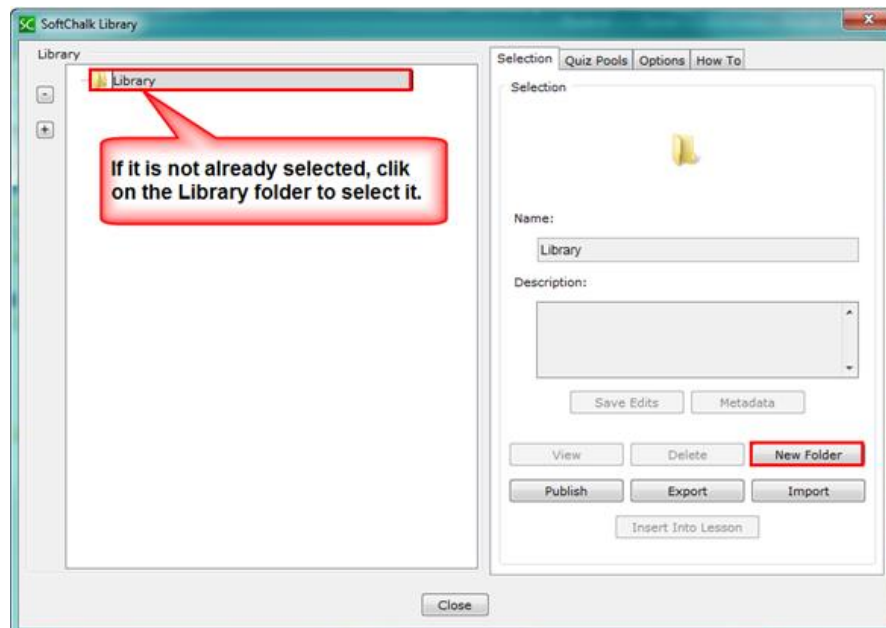 SC SoftChalk Library
x
Library
- 
Library
+
If it is not already selected, clik
on the Library folder to select it.
Selection Quiz Pools Options How To
Selection
Name:
Library
Description:
Save Edits Metadata
View Delete New Folder
Publish Export Import
Insert Into Lesson
Close